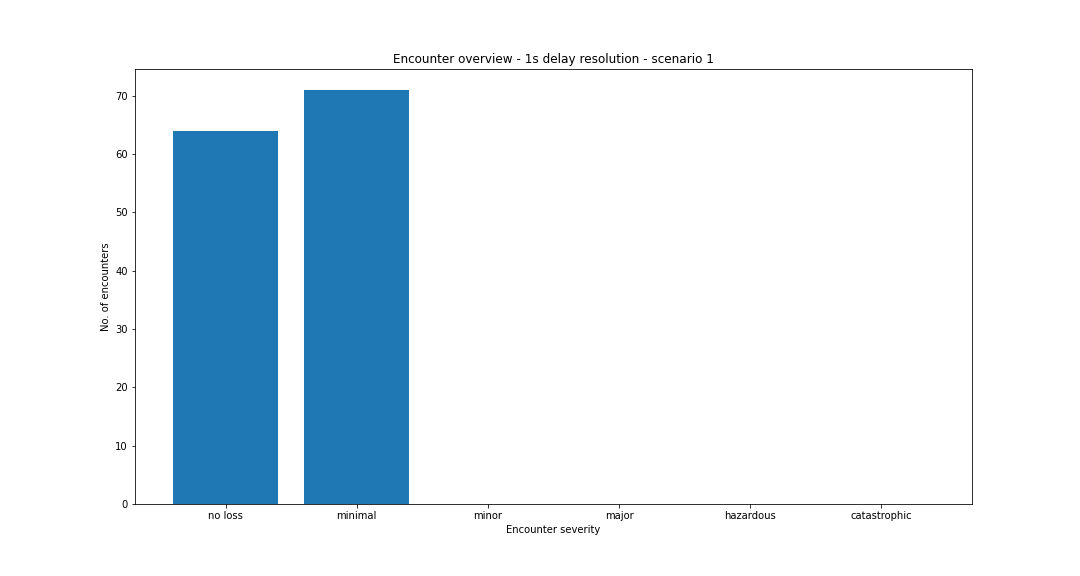 Encounter overview - 1s delay resolution - scenario 1
No. of encounters
70
60
50
40
30
20
10
0
no loss minimal minor major hazardous catastrophic
Encounter severity